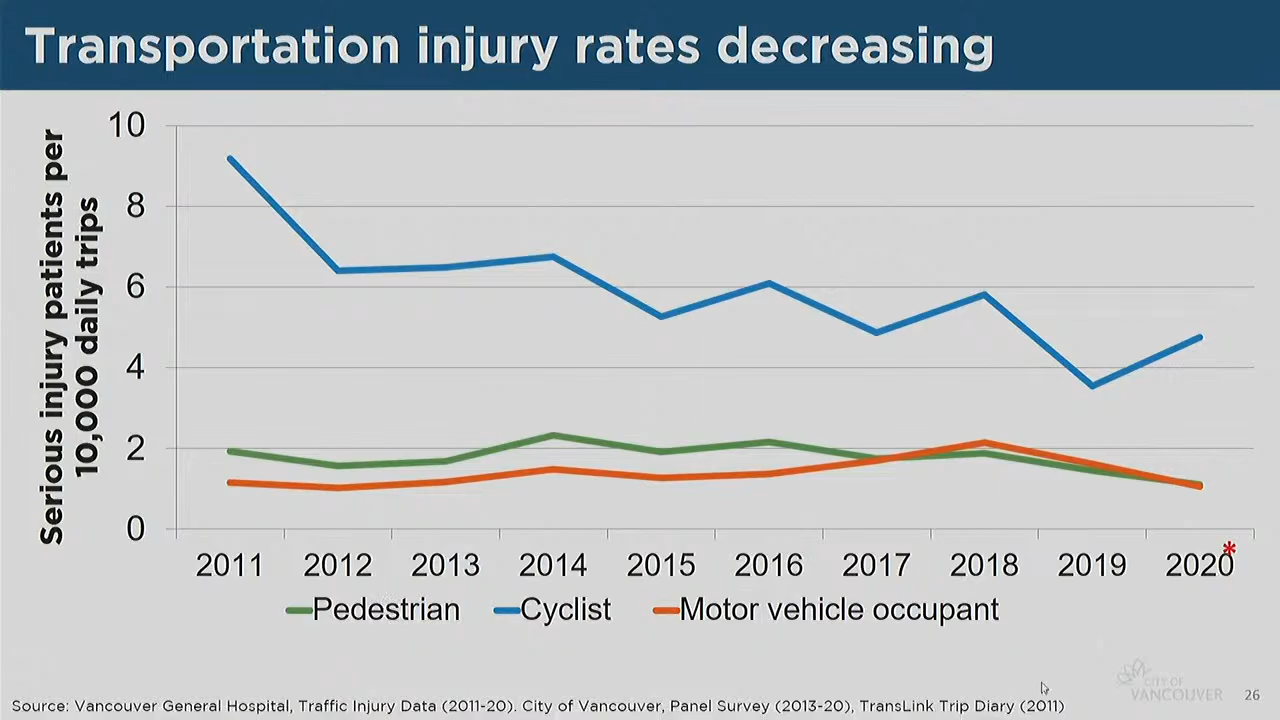 Transportation injury rates decreasing
Serious injury patients per
10,000 daily trips
10
8
6
4
2
0
2011 2012 2013 2014 2015 2016 2017 2018 2019 2020*
Pedestrian Cyclist Motor vehicle occupant
CITY OF
VANCOUVER
26
Source: Vancouver General Hospital, Traffic Injury Data (2011-20). City of Vancouver, Panel Survey (2013-20), TransLink Trip Diary (2011)